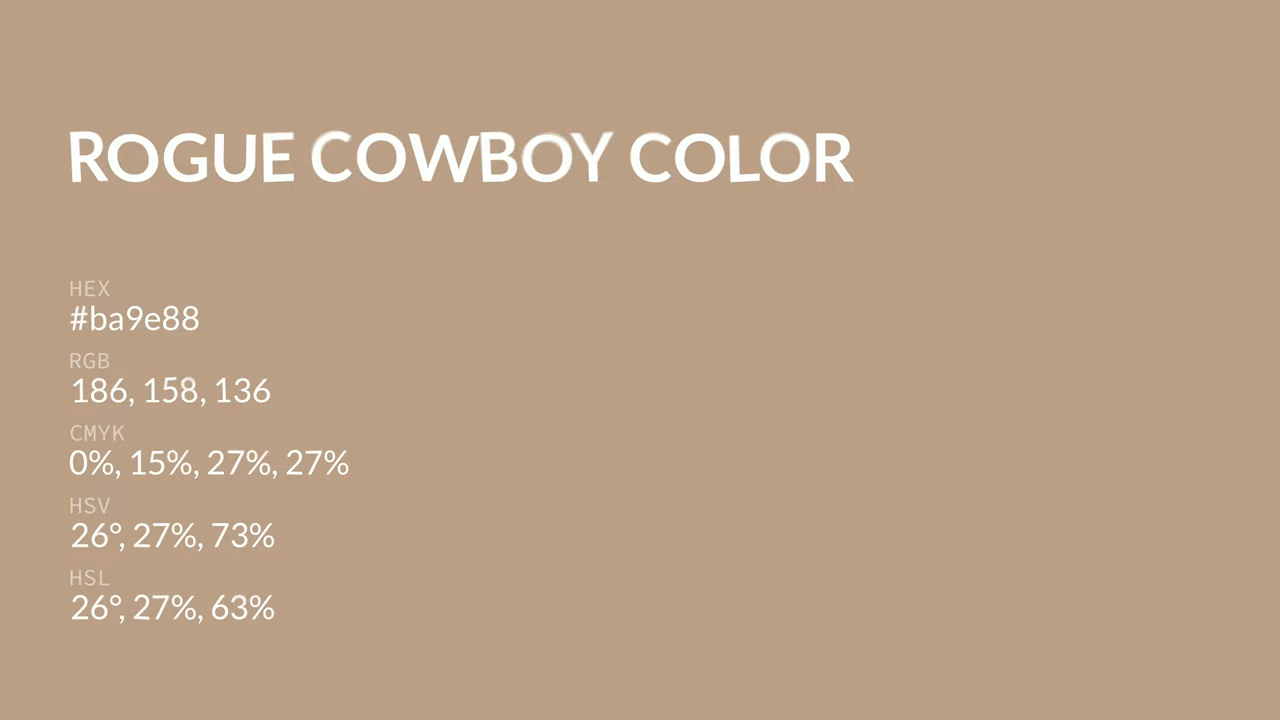 ROGUE COWBOY COLOR
HEX
#ba9e88
RGB
186, 158, 136
CMYK
0%, 15%, 27%, 27%
HSV
26°, 27%, 73%
HSL
26°, 27%, 63%